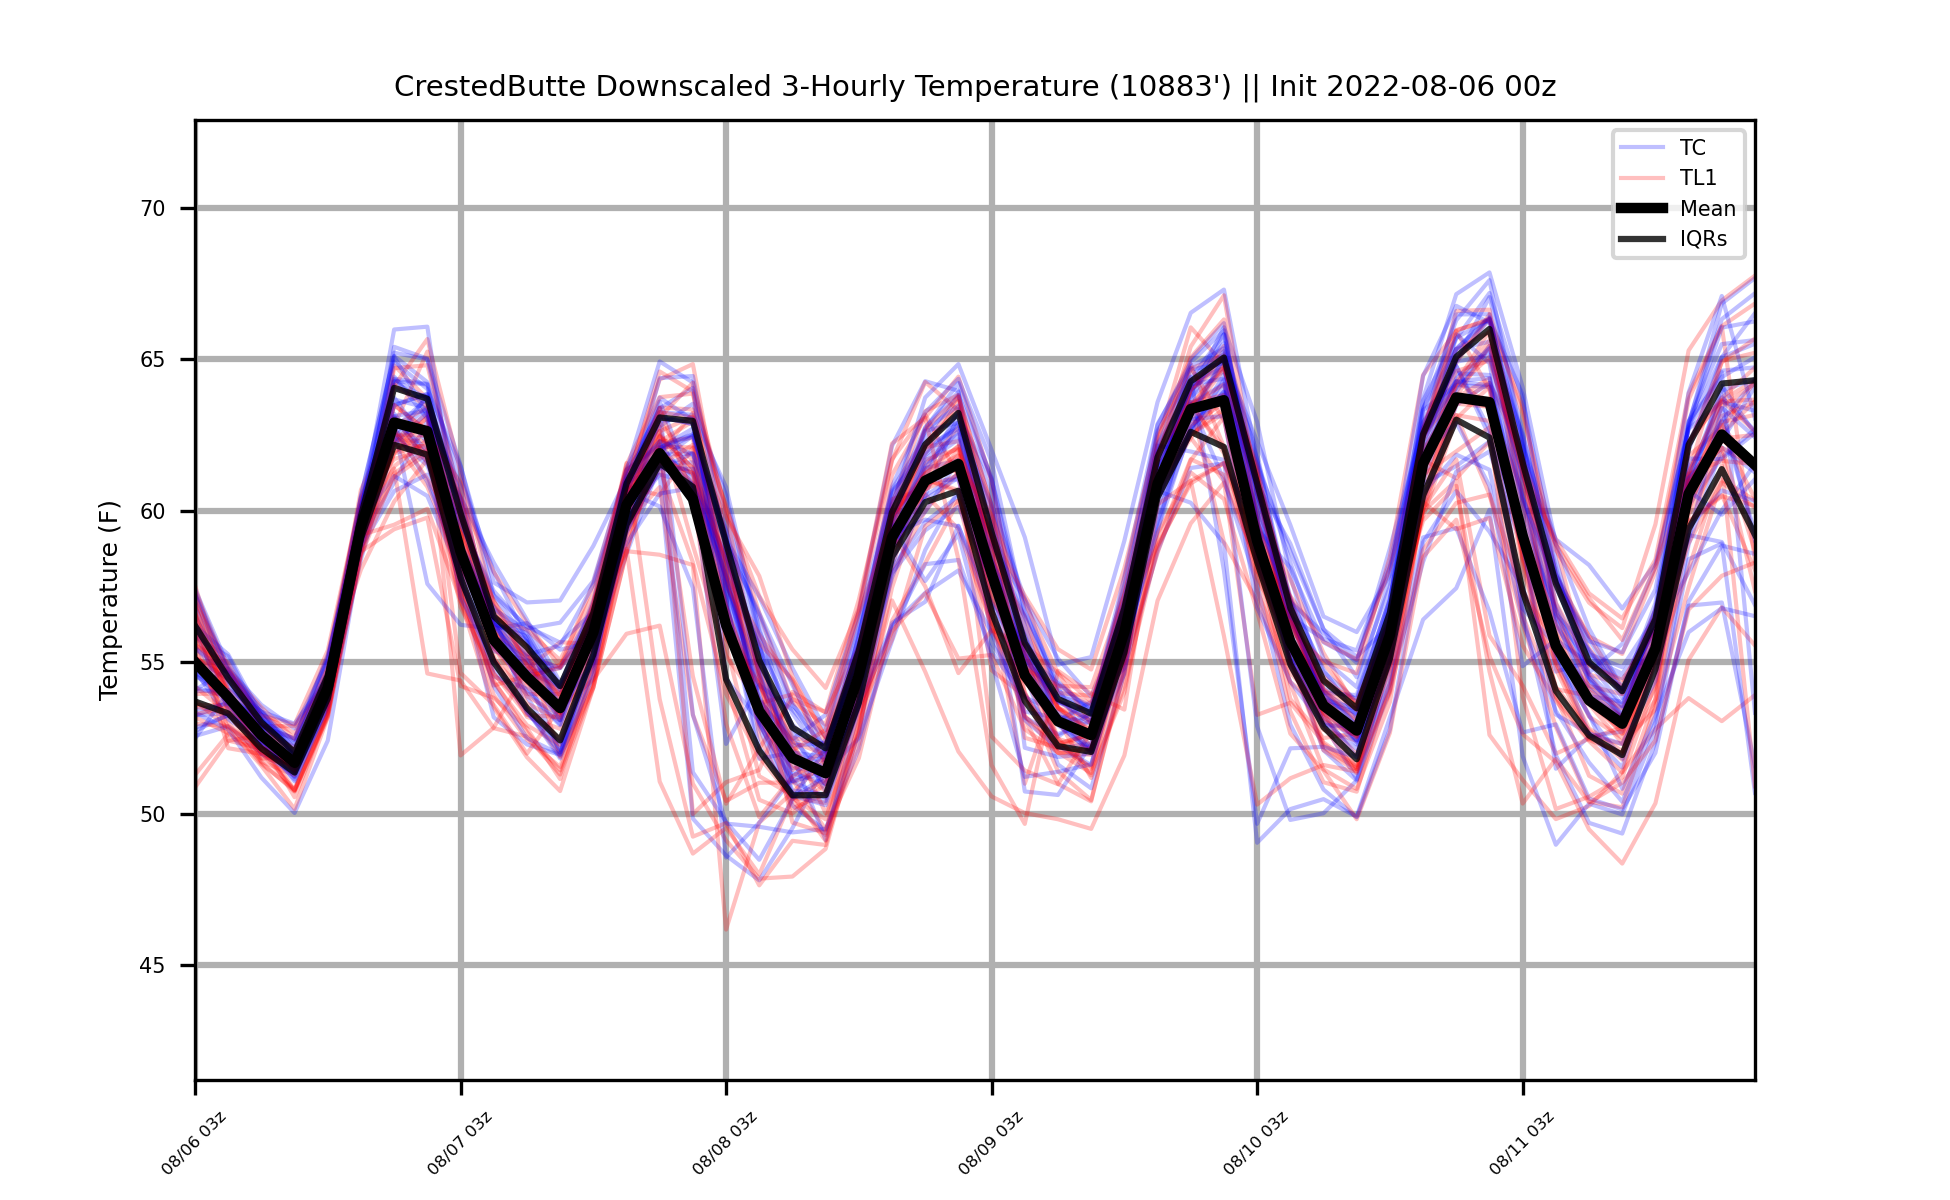 CrestedButte Downscaled 3-Hourly Temperature (10883') || Init 2022-08-06 00z
TC
TL1
Mean
IQRs
Temperature (F)
70
65
60
55
50
45
08/06 03z
08/07 03z
08/08 03z
08/09 03z
08/10 03z
08/11 03z